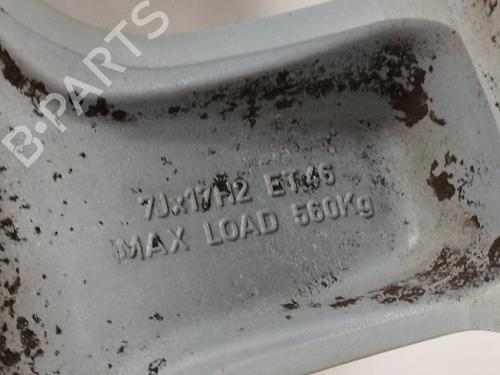 B-PARTS
7Jx17H2 ET46
MAX LOAD 560Kg